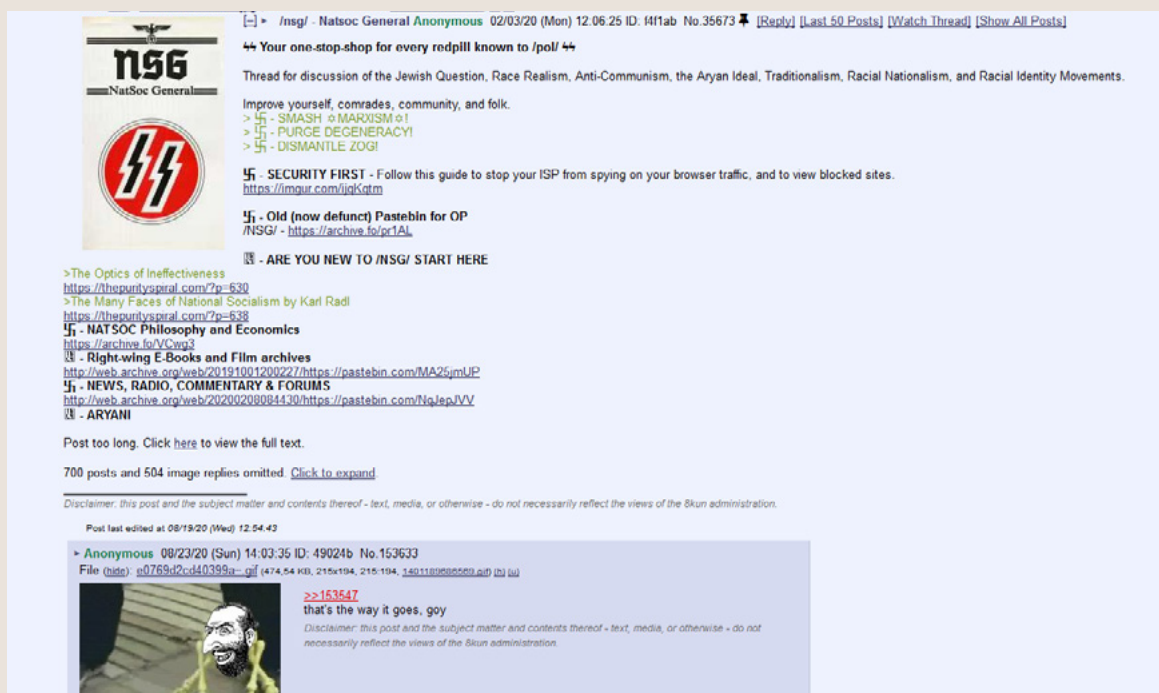 [–] ▸ /nsg/ - Natsoc General Anonymous 02/03/20 (Mon) 12:06:25 ID: f4f1ab No.35673 [Reply] [Last 50 Posts] [Watch Thread] [Show All Posts]
NSG
NatSoc General
ϟϟ Your one-stop-shop for every redpill known to /pol/ ϟϟ
Thread for discussion of the Jewish Question, Race Realism, Anti-Communism, the Aryan Ideal, Traditionalism, Racial Nationalism, and Racial Identity Movements.
Improve yourself, comrades, community, and folk.
> 卐 - SMASH ✡MARXISM✡!
> 卐 - PURGE DEGENERACY!
> 卐 - DISMANTLE ZOG!
卐 - SECURITY FIRST - Follow this guide to stop your ISP from spying on your browser traffic, and to view blocked sites.
https://imgur.com/ijqKqtm
卐 - Old (now defunct) Pastebin for OP
/NSG/ - https://archive.fo/pr1AL
- ARE YOU NEW TO /NSG/ START HERE
>The Optics of Ineffectiveness
https://thepurityspiral.com/?p=630
>The Many Faces of National Socialism by Karl Radl
https://thepurityspiral.com/?p=638
卐 - NATSOC Philosophy and Economics
https://archive.fo/VCwg3
- Right-wing E-Books and Film archives
http://web.archive.org/web/20191001200227/https://pastebin.com/MA25jmUP
卐 - NEWS, RADIO, COMMENTARY & FORUMS
http://web.archive.org/web/20200208084430/https://pastebin.com/NqJepJVV
- ARYANI
Post too long. Click here to view the full text.
700 posts and 504 image replies omitted. Click to expand.
Disclaimer: this post and the subject matter and contents thereof - text, media, or otherwise - do not necessarily reflect the views of the 8kun administration.
Post last edited at 08/19/20 (Wed) 12:54:43
▸ Anonymous 08/23/20 (Sun) 14:03:35 ID: 49024b No.153633
File (hide): e0769d2cd40399a⋯.gif (474,54 KB, 215x194, 215:194, 1401189686569.gif) (h) (u)
>>153547
that's the way it goes, goy
Disclaimer: this post and the subject matter and contents thereof - text, media, or otherwise - do not
necessarily reflect the views of the 8kun administration.